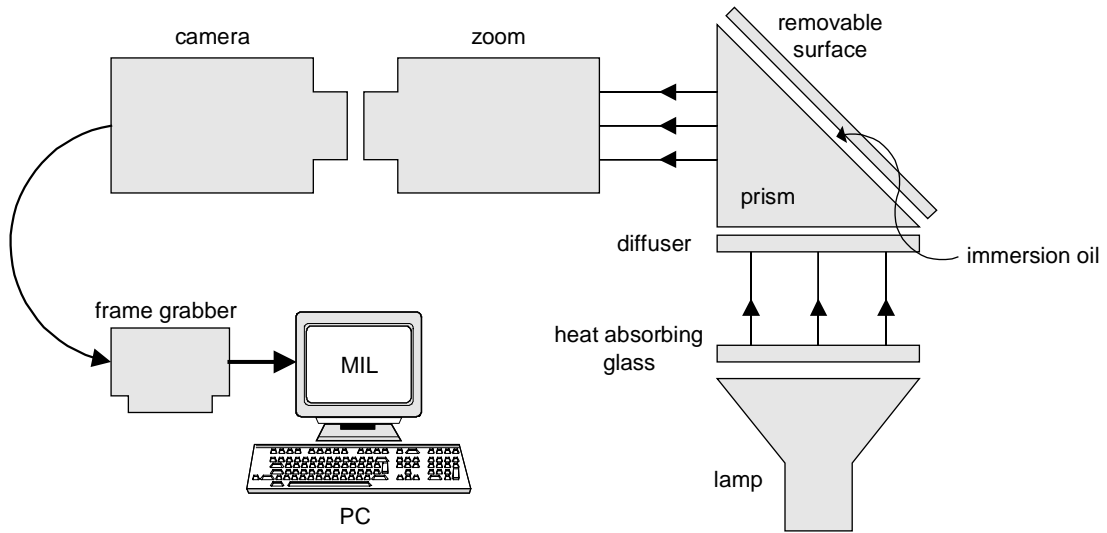 camera
zoom
removable
surface
prism
diffuser
immersion oil
frame grabber
heat absorbing
glass
MIL
lamp
PC